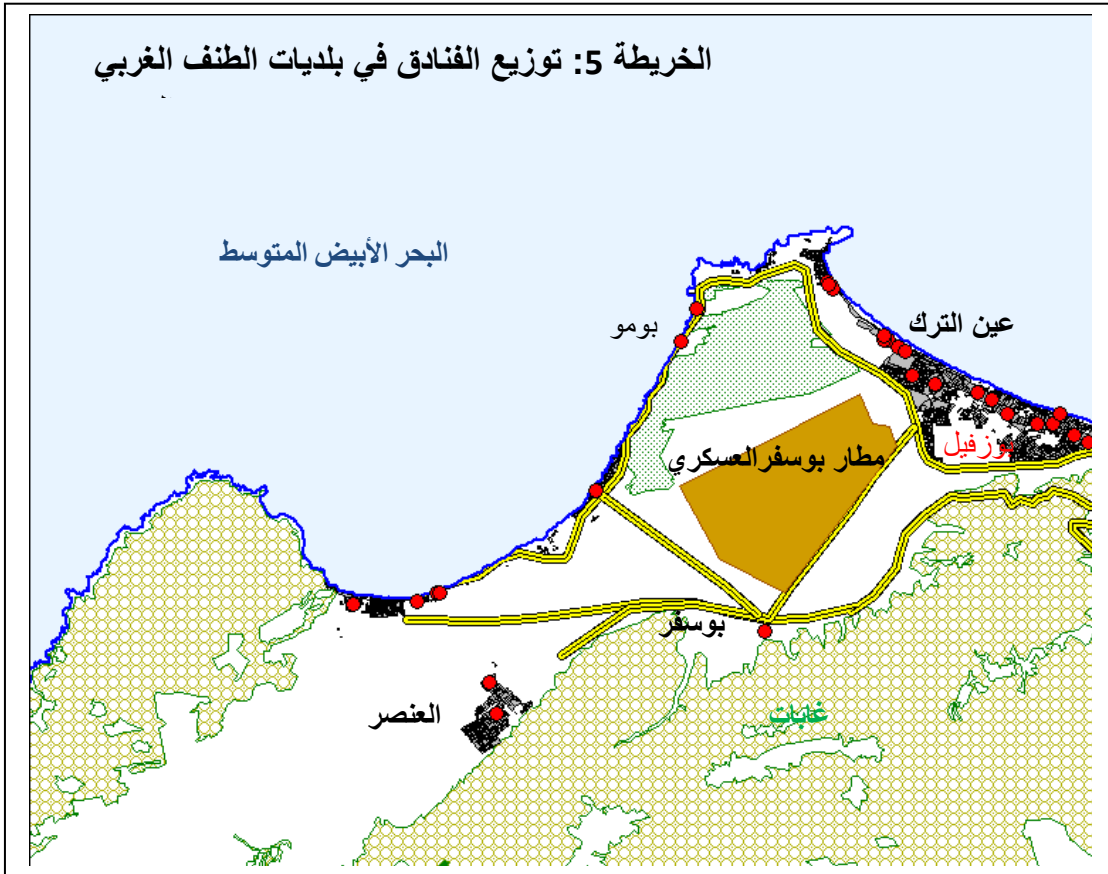 الخريطة 5: توزيع الفنادق في بلديات الطنف الغربي
البحر الأبيض المتوسط
بومو
عين الترك
بوزفيل
مطار بوسفرالعسكري
بوسفر
العنصر
غابات